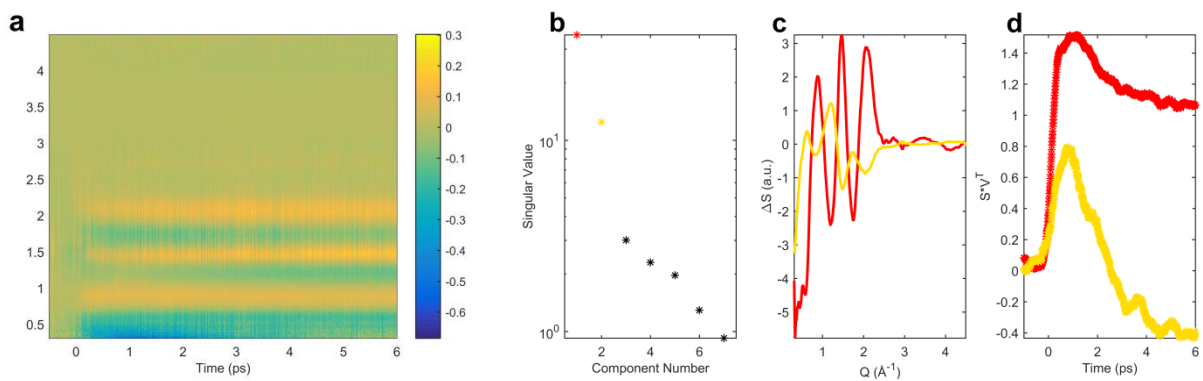 a
4
3.5
3
2.5
2
1.5
1
0.5
0 1 2 3 4 5 6
Time (ps)
0.3
0.2
0.1
0
-0.1
-0.2
-0.3
-0.4
-0.5
-0.6
b
Singular Value
10¹
10⁰
2 4 6
Component Number
c
ΔS (a.u.)
3
2
1
0
-1
-2
-3
-4
-5
1 2 3 4
Q (Å⁻¹)
d
S*Vᵀ
1.4
1.2
1
0.8
0.6
0.4
0.2
0
-0.2
-0.4
0 2 4 6
Time (ps)